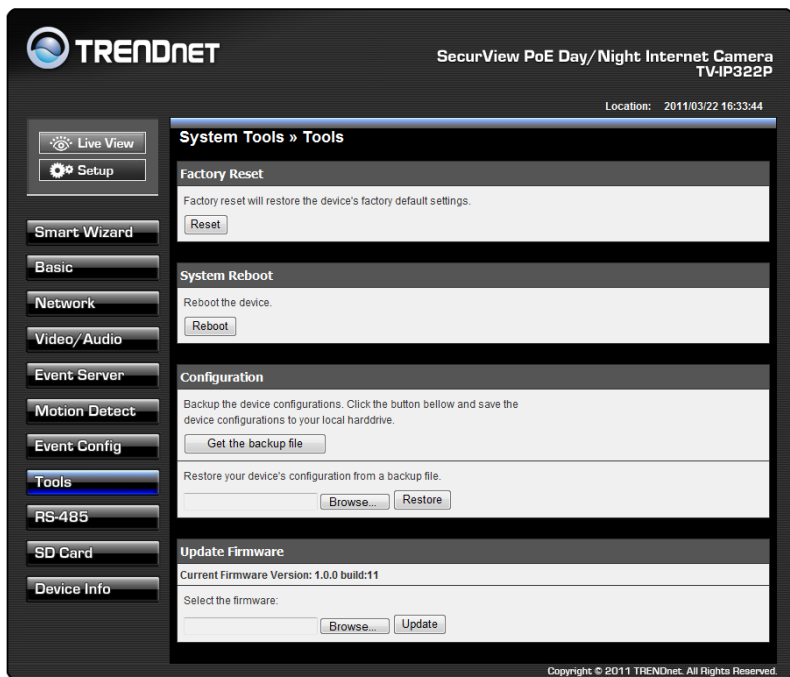 TRENDNET
SecurView PoE Day/Night Internet Camera
TV-IP322P
Location: 2011/03/22 16:33:44
Live View
Setup
Smart Wizard
Basic
Network
Video/Audio
Event Server
Motion Detect
Event Config
Tools
RS-485
SD Card
Device Info
System Tools » Tools
Factory Reset
Factory reset will restore the device's factory default settings.
Reset
System Reboot
Reboot the device.
Reboot
Configuration
Backup the device configurations. Click the button bellow and save the
device configurations to your local harddrive.
Get the backup file
Restore your device's configuration from a backup file.
Browse... Restore
Update Firmware
Current Firmware Version: 1.0.0 build:11
Select the firmware:
Browse... Update
Copyright © 2011 TRENDnet. All Rights Reserved.